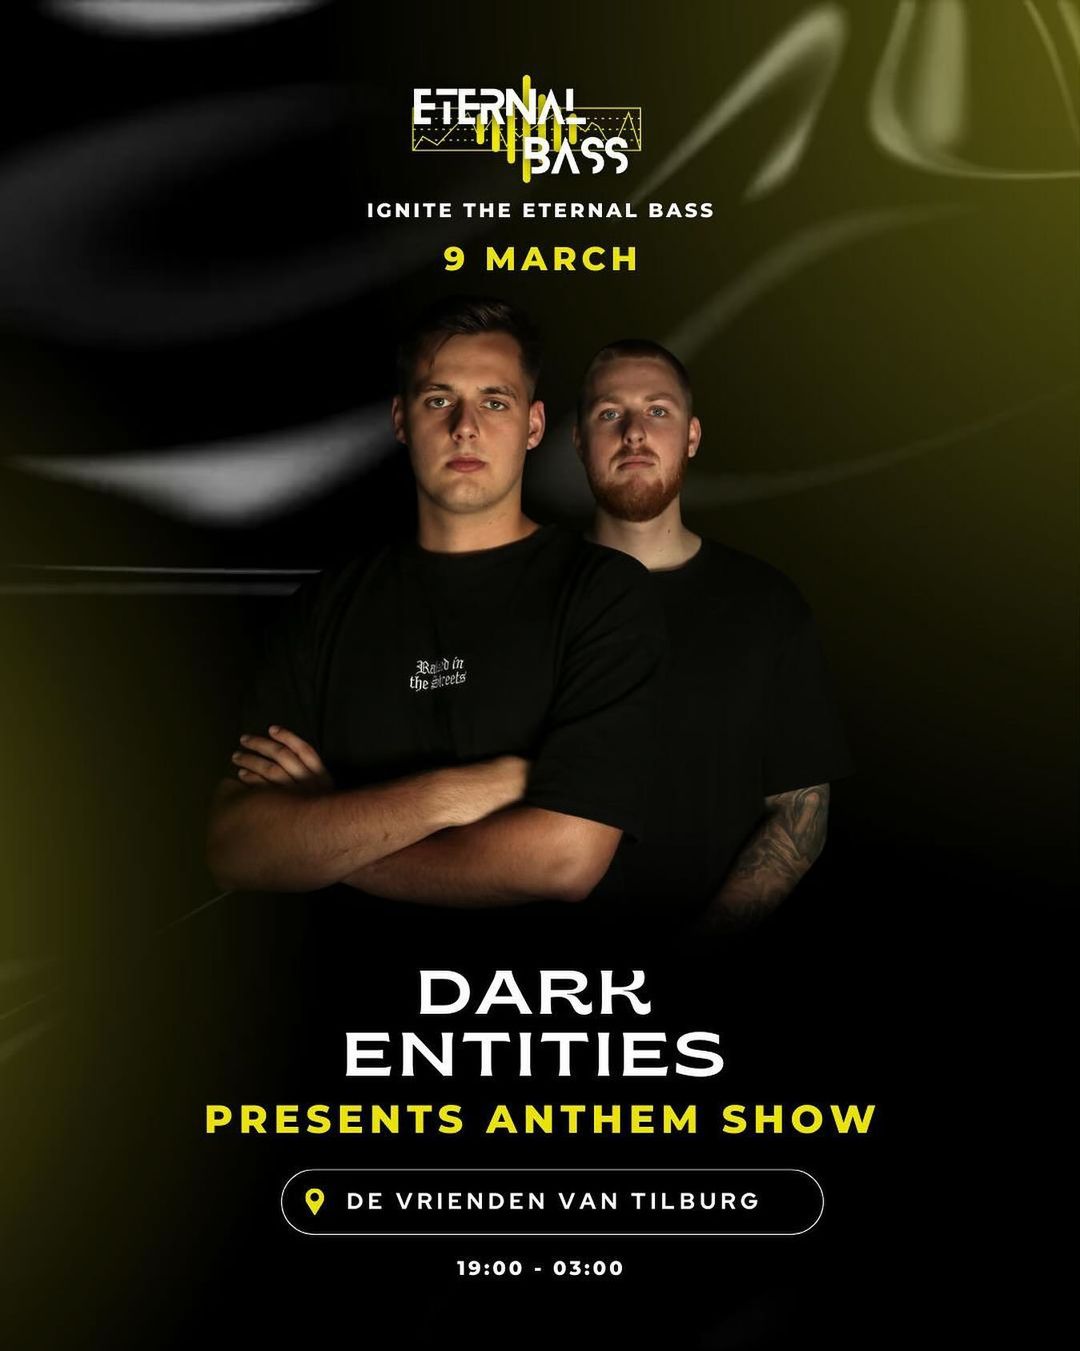 ETERNAL
BASS
IGNITE THE ETERNAL BASS
9 MARCH
Raised in
the Streets
DARK
ENTITIES
PRESENTS ANTHEM SHOW
DE VRIENDEN VAN TILBURG
19:00 - 03:00